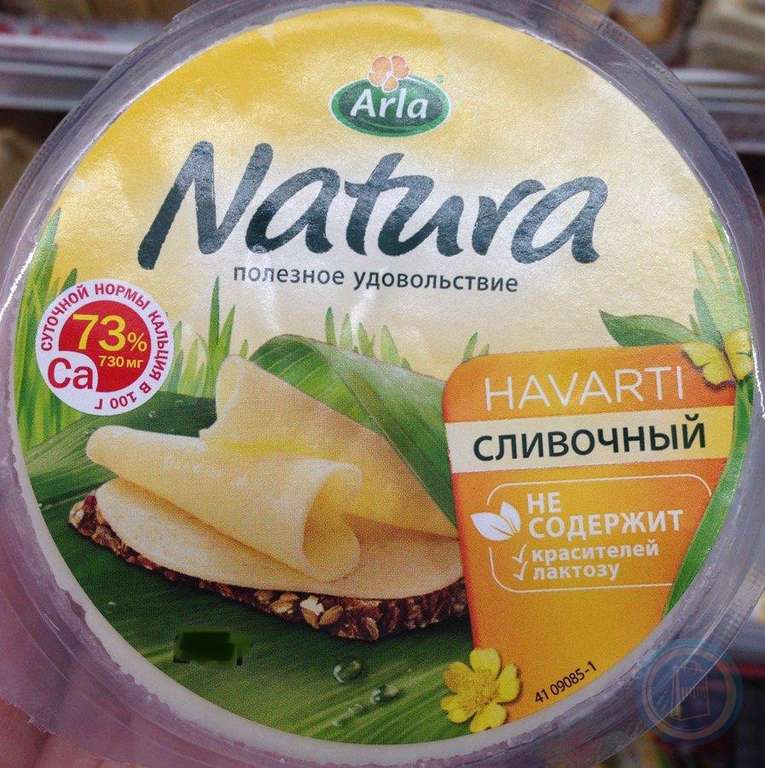 Arla
Natura
полезное удовольствие
СУТОЧНОЙ НОРМЫ КАЛЬЦИЯ В 100 Г
73%
730 мг
Ca
HAVARTI
СЛИВОЧНЫЙ
НЕ
СОДЕРЖИТ
красителей
лактозу
41 09085-1